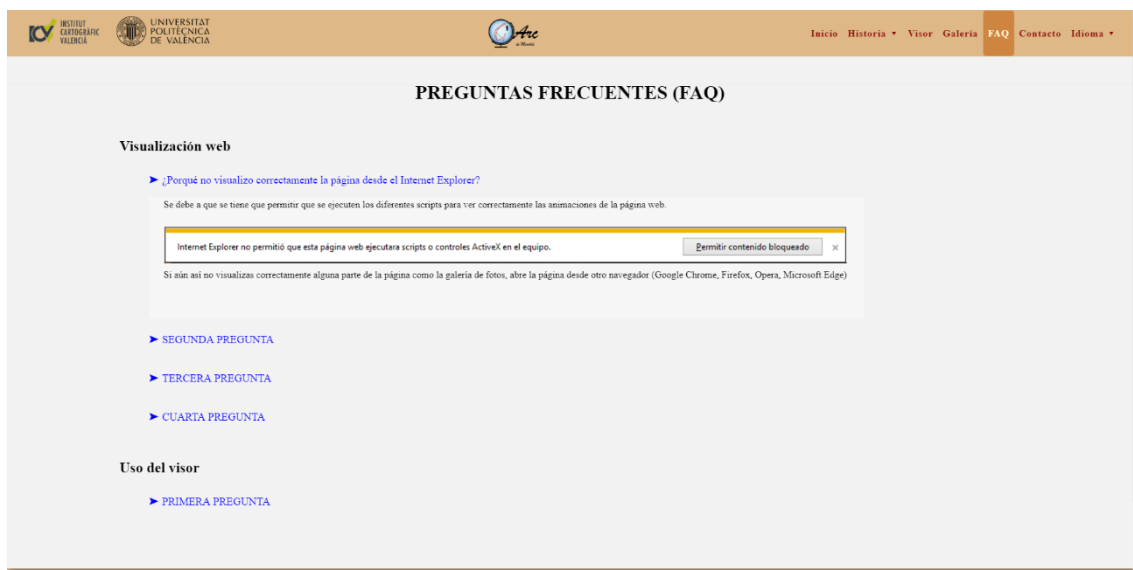 INSTITUT
CARTOGRÀFIC
VALENCIÀ
UNIVERSITAT
POLITÈCNICA
DE VALÈNCIA
Arc
Inicio Historia Visor Galería FAQ Contacto Idioma
PREGUNTAS FRECUENTES (FAQ)
Visualización web
➤ ¿Porqué no visualizo correctamente la página desde el Internet Explorer?
Se debe a que se tiene que permitir que se ejecuten los diferentes scripts para ver correctamente las animaciones de la página web.
Internet Explorer no permitió que esta página web ejecutara scripts o controles ActiveX en el equipo. Permitir contenido bloqueado ×
Si aún así no visualizas correctamente alguna parte de la página como la galería de fotos, abre la página desde otro navegador (Google Chrome, Firefox, Opera, Microsoft Edge)
➤ SEGUNDA PREGUNTA
➤ TERCERA PREGUNTA
➤ CUARTA PREGUNTA
Uso del visor
➤ PRIMERA PREGUNTA